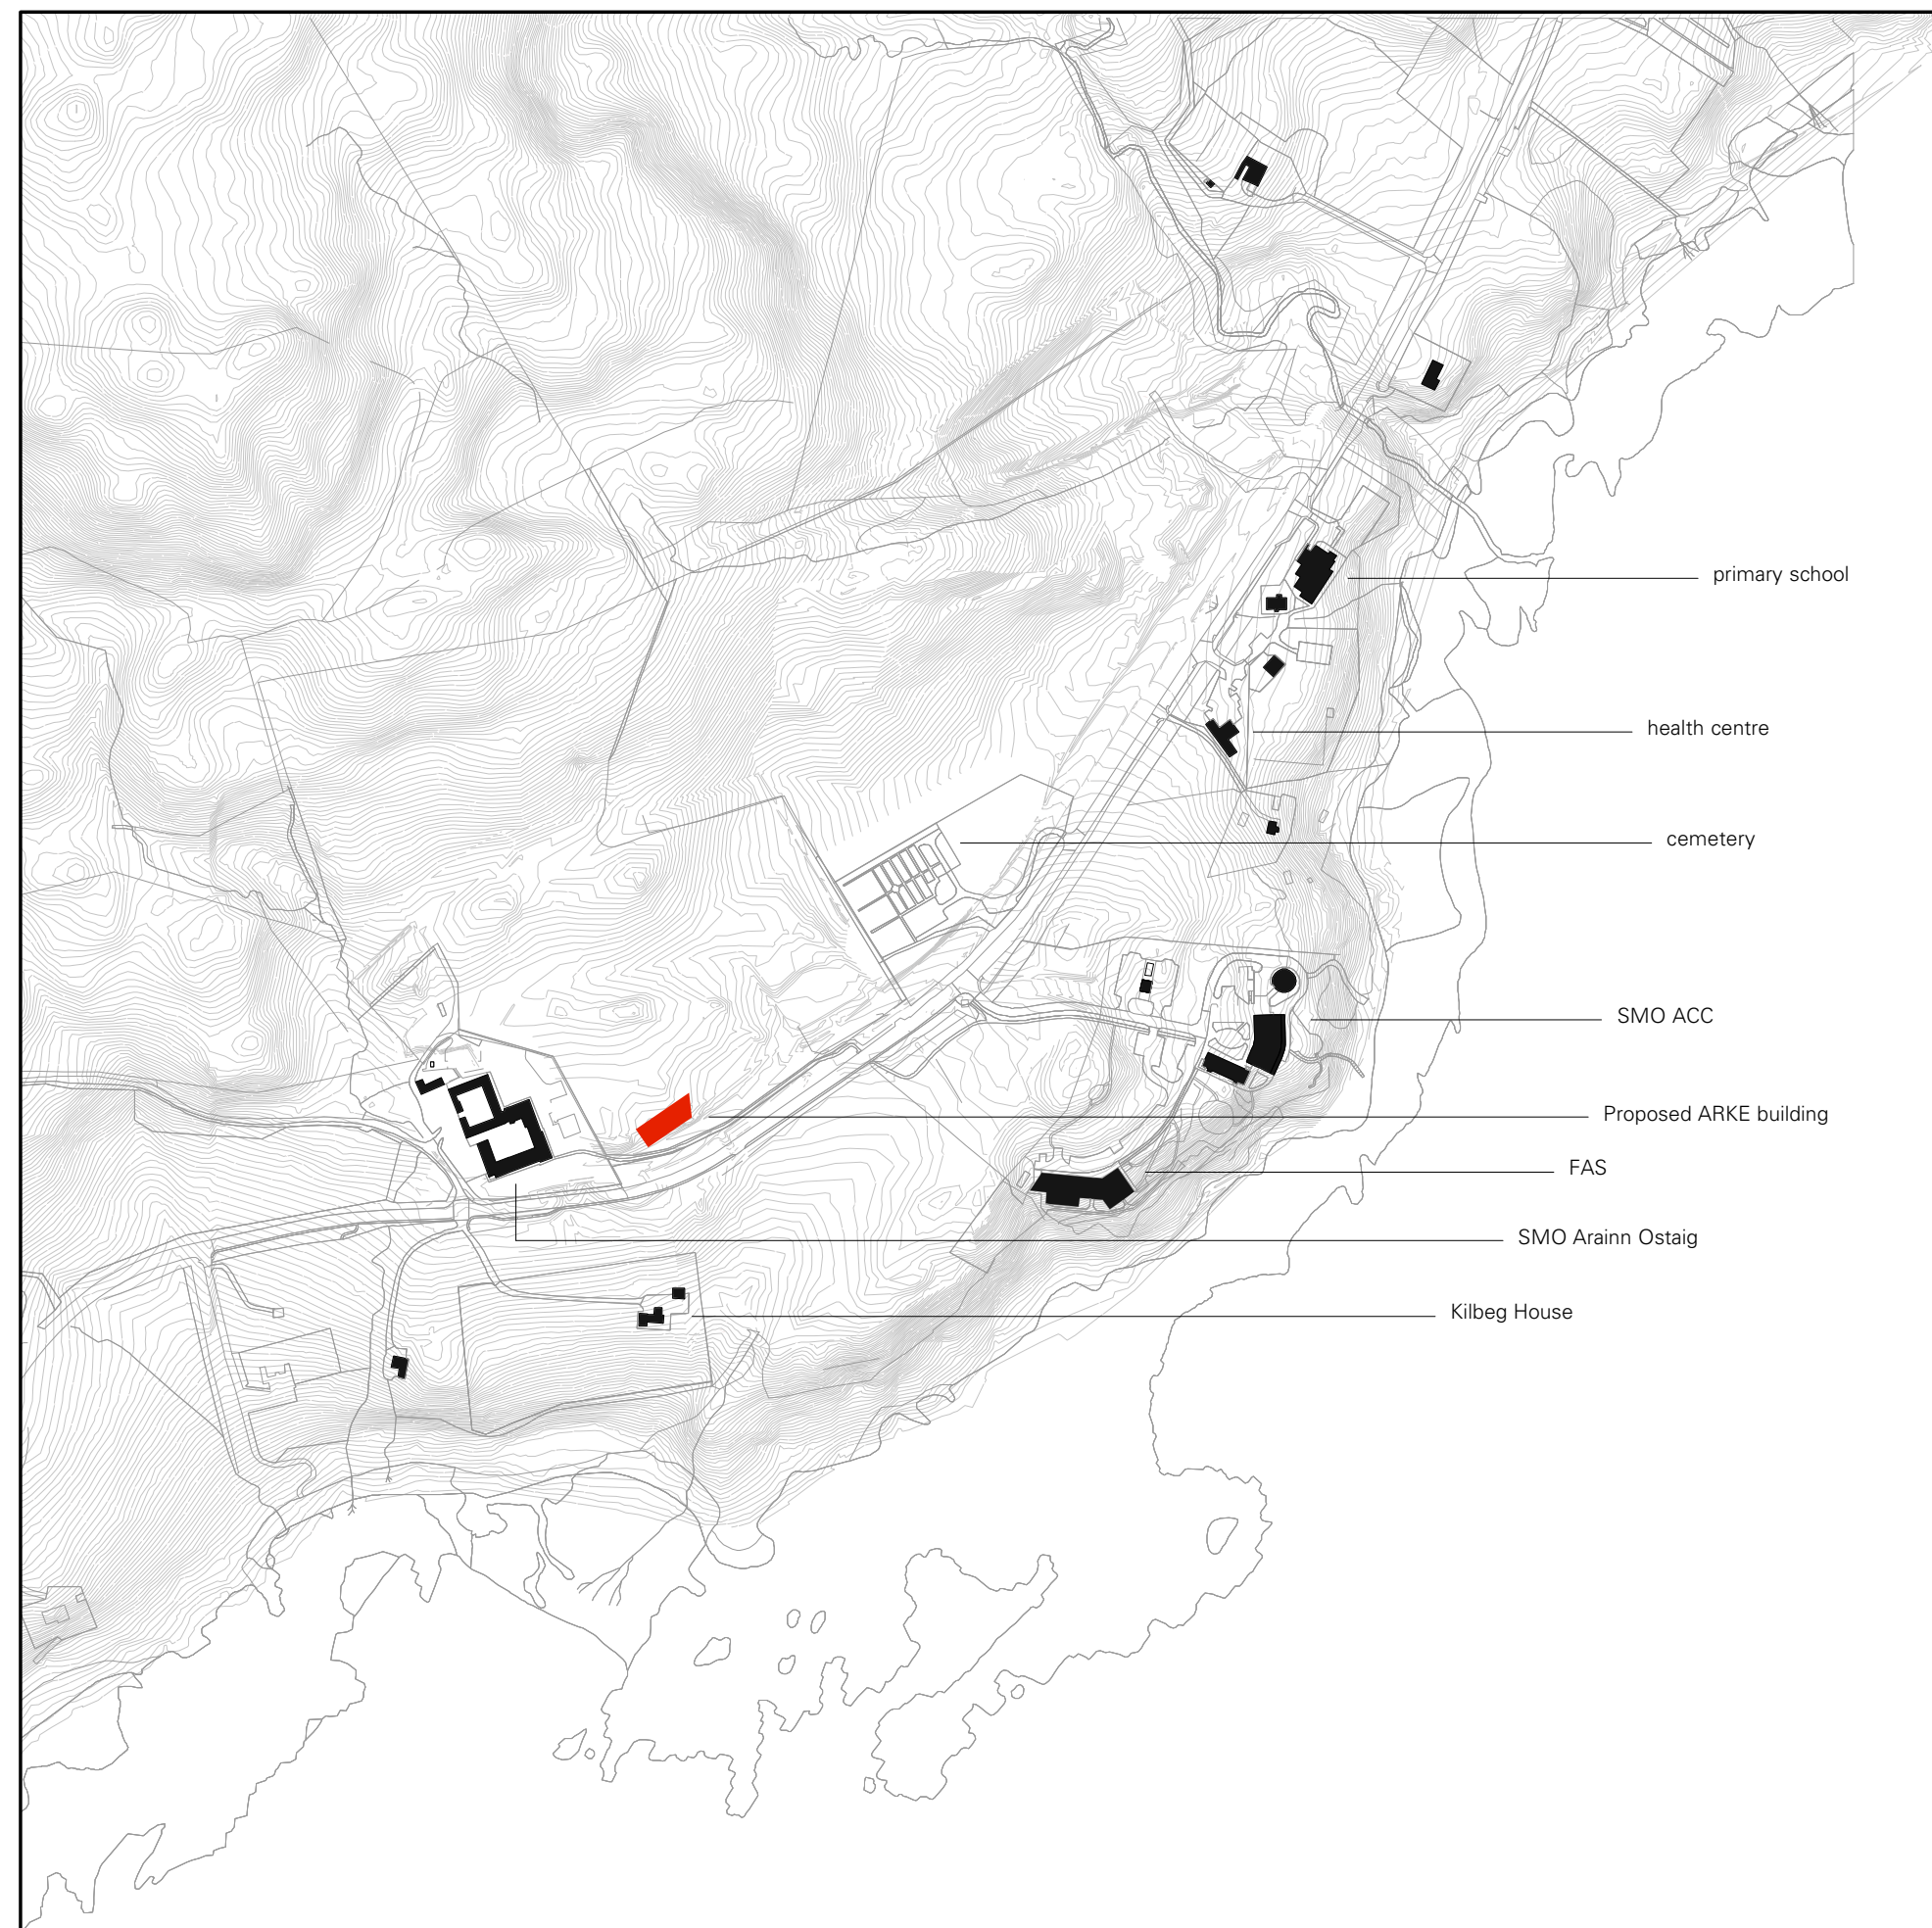 primary school
health centre
cemetery
SMO ACC
Proposed ARKE building
FAS
SMO Arainn Ostaig
Kilbeg House